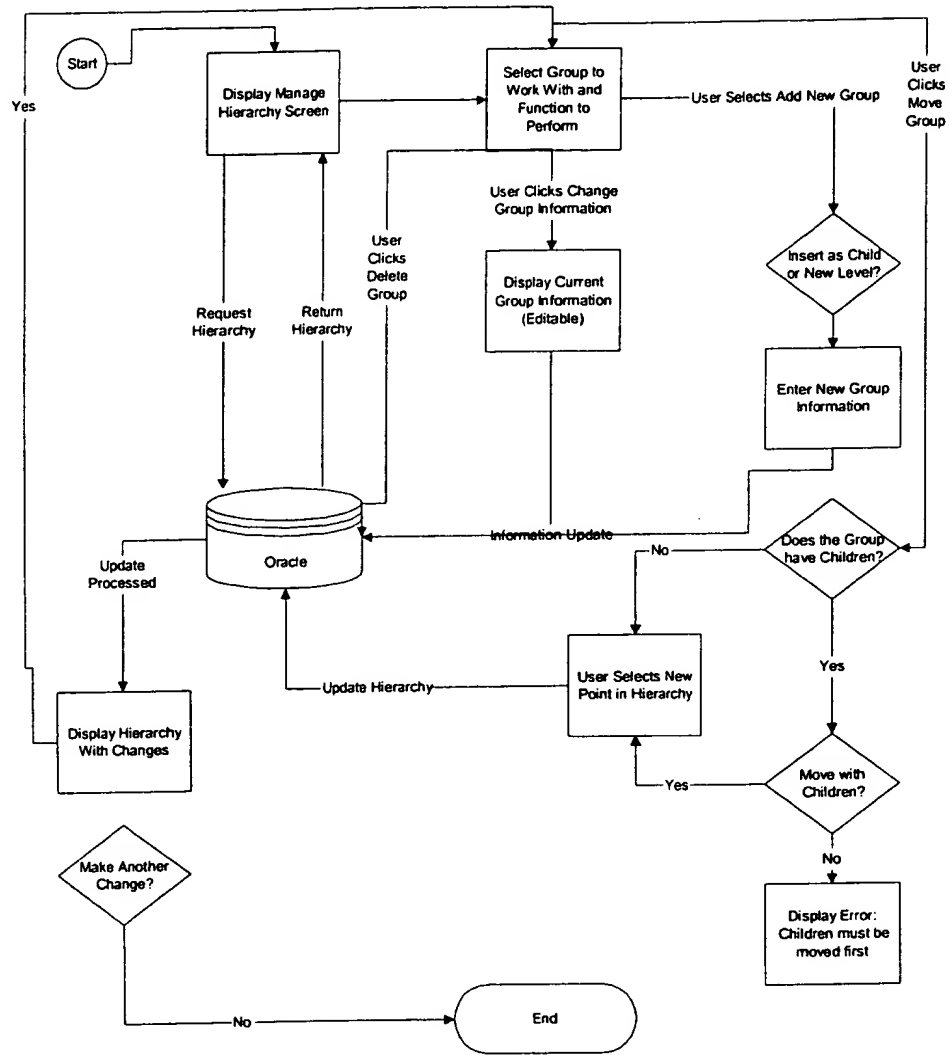 Start
Yes
Display Manage
Hierarchy Screen
Select Group to
Work With and
Function to
Perform
User Selects Add New Group
User
Clicks
Move
Group
User Clicks Change
Group Information
User
Clicks
Delete
Group
Insert as Child
or New Level?
Display Current
Group Information
(Editable)
Request
Hierarchy
Return
Hierarchy
Enter New Group
Information
Information Update
Oracle
No
Does the Group
have Children?
Update
Processed
Yes
Update Hierarchy
User Selects New
Point in Hierarchy
Display Hierarchy
With Changes
Yes
Move with
Children?
No
Make Another
Change?
Display Error:
Children must be
moved first
No
End